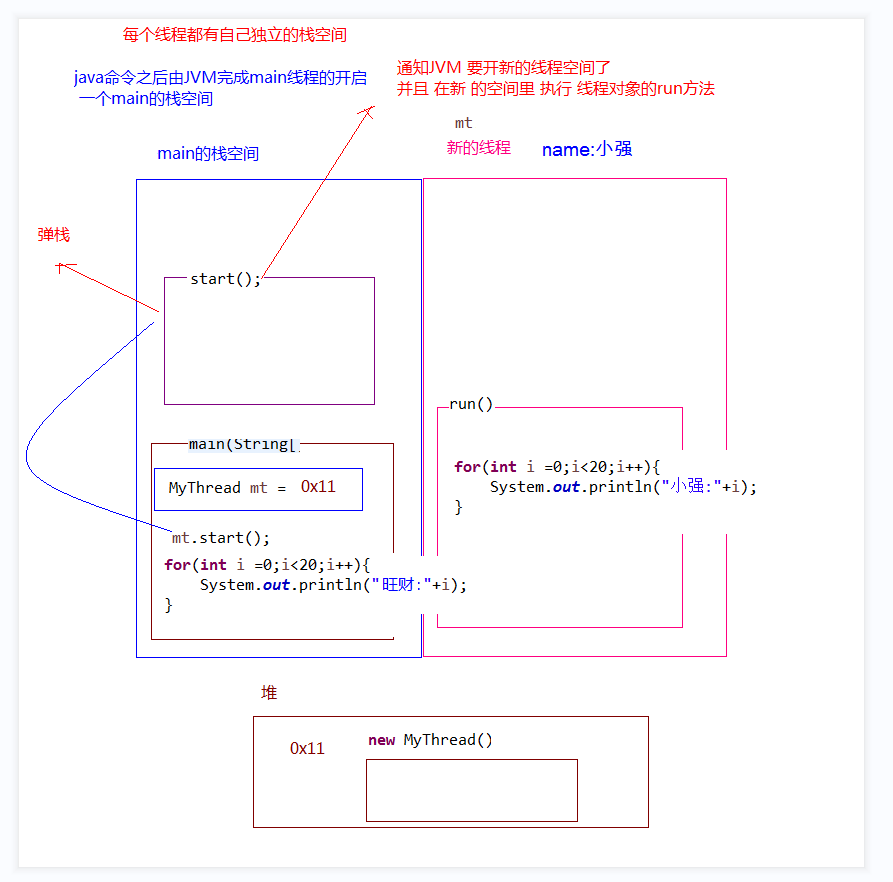 每个线程都有自己独立的栈空间
java命令之后由JVM完成main线程的开启
一个main的栈空间
通知JVM 要开新的线程空间了
并且 在新 的空间里 执行 线程对象的run方法
mt
新的线程 name:小强
main的栈空间
弹栈
start();
run()
main(String[]
MyThread mt = 0x11
mt.start();
for(int i =0;i<20;i++){
System.out.println("旺财:"+i);
}
for(int i =0;i<20;i++){
System.out.println("小强:"+i);
}
堆
0x11
new MyThread()